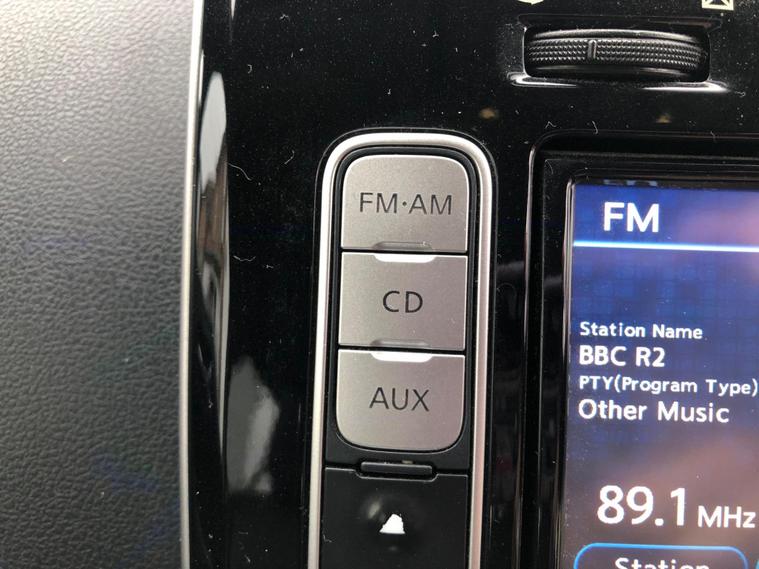 FM·AM
CD
AUX
FM
Station Name
BBC R2
PTY(Program Type)
Other Music
89.1 MHz
Station